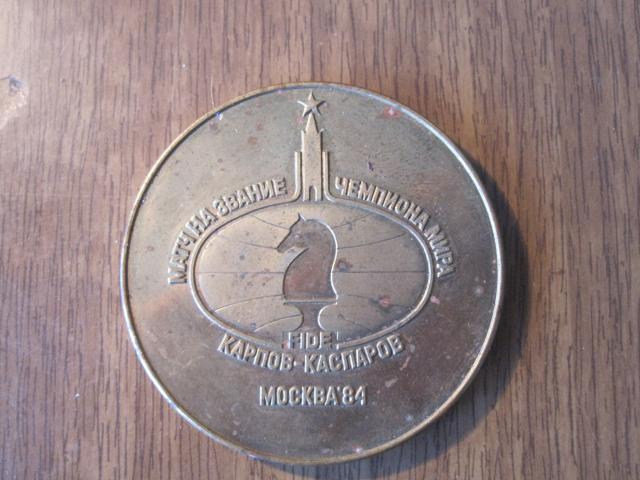 МАТЧ НА ЗВАНИЕ ЧЕМПИОНА МИРА
FIDE
КАРПОВ-КАСПАРОВ
МОСКВА'84